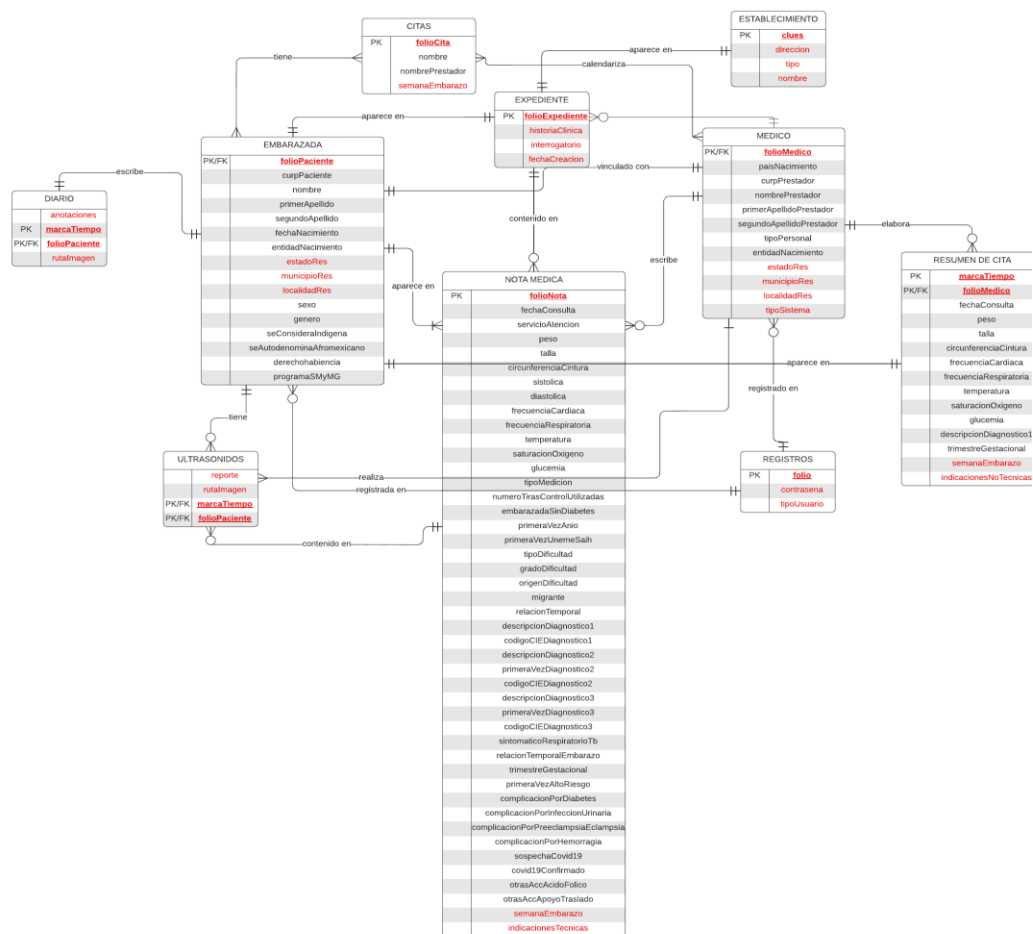 CITAS
PK folioCita
nombre
nombrePrestador
semanaEmbarazo
ESTABLECIMIENTO
PK clues
direccion
tipo
nombre
tiene
aparece en
calendariza
EXPEDIENTE
PK folioExpediente
historiaClinica
interrogatorio
fechaCreacion
aparece en
vinculado con
contenido en
EMBARAZADA
PK/FK folioPaciente
curpPaciente
nombre
primerApellido
segundoApellido
fechaNacimiento
entidadNacimiento
estadoRes
municipioRes
localidadRes
sexo
genero
seConsideraIndigena
seAutodenominaAfromexicano
derechohabiencia
programaSMyMG
escribe
DIARIO
anotaciones
PK marcaTiempo
PK/FK folioPaciente
rutaImagen
MEDICO
PK/FK folioMedico
paisNacimiento
curpPrestador
nombrePrestador
primerApellidoPrestador
segundoApellidoPrestador
tipoPersonal
entidadNacimiento
estadoRes
municipioRes
localidadRes
tipoSistema
elabora
escribe
aparece en
RESUMEN DE CITA
PK marcaTiempo
PK/FK folioMedico
fechaConsulta
peso
talla
circunferenciaCintura
frecuenciaCardiaca
frecuenciaRespiratoria
temperatura
saturacionOxigeno
glucemia
descripcionDiagnostico1
trimestreGestacional
semanaEmbarazo
indicacionesNoTecnicas
aparece en
registrado en
tiene
ULTRASONIDOS
reporte
rutaImagen
PK/FK marcaTiempo
PK/FK folioPaciente
realiza
registrada en
contenido en
REGISTROS
PK folio
contrasena
tipoUsuario
NOTA MEDICA
PK folioNota
fechaConsulta
servicioAtencion
peso
talla
circunferenciaCintura
sistolica
diastolica
frecuenciaCardiaca
frecuenciaRespiratoria
temperatura
saturacionOxigeno
glucemia
tipoMedicion
numeroTirasControlUtilizadas
embarazadaSinDiabetes
primeraVezAnio
primeraVezUnemeSaih
tipoDificultad
gradoDificultad
origenDificultad
migrante
relacionTemporal
descripcionDiagnostico1
codigoCIEDiagnostico1
descripcionDiagnostico2
primeraVezDiagnostico2
codigoCIEDiagnostico2
descripcionDiagnostico3
primeraVezDiagnostico3
codigoCIEDiagnostico3
sintomaticoRespiratorioTb
relacionTemporalEmbarazo
trimestreGestacional
primeraVezAltoRiesgo
complicacionPorDiabetes
complicacionPorInfeccionUrinaria
complicacionPorPreeclampsiaEclampsia
complicacionPorHemorragia
sospechaCovid19
covid19Confirmado
otrasAccAcidoFolico
otrasAccApoyoTraslado
semanaEmbarazo
indicacionesTecnicas